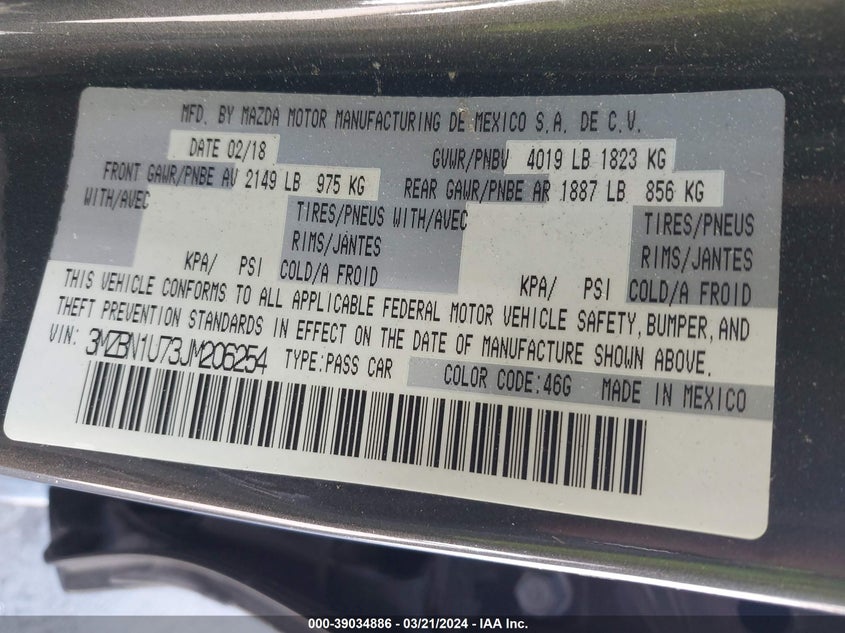 MFD. BY MAZDA MOTOR MANUFACTURING DE MEXICO S.A. DE C.V.
DATE 02/18 GVWR/PNBV 4019 LB 1823 KG
FRONT GAWR/PNBE AV 2149 LB 975 KG REAR GAWR/PNBE AR 1887 LB 856 KG
WITH/AVEC TIRES/PNEUS WITH/AVEC TIRES/PNEUS
RIMS/JANTES RIMS/JANTES
KPA/ PSI COLD/A FROID KPA/ PSI COLD/A FROID
THIS VEHICLE CONFORMS TO ALL APPLICABLE FEDERAL MOTOR VEHICLE SAFETY, BUMPER, AND
THEFT PREVENTION STANDARDS IN EFFECT ON THE DATE OF MANUFACTURE SHOWN ABOVE.
VIN: 3MZBN1U73JM206254 TYPE:PASS CAR COLOR CODE:46G MADE IN MEXICO
000-39034886 - 03/21/2024 - IAA Inc.